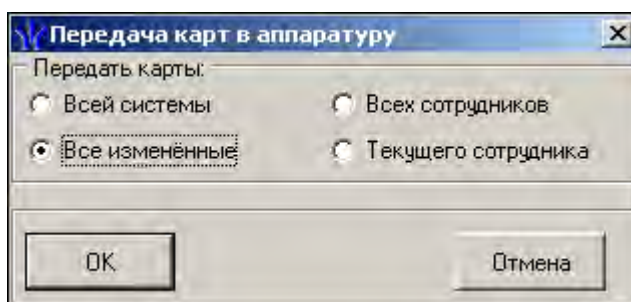 Передача карт в аппаратуру
Передать карты:
Всей системы Всех сотрудников
Все изменённые Текущего сотрудника
OK Отмена